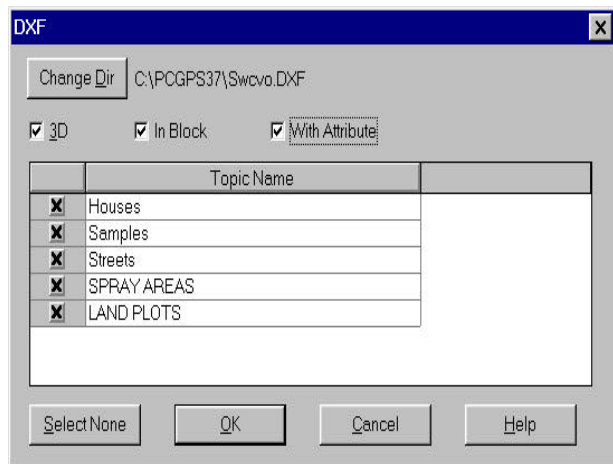 DXF
Change Dir C:\PCGPS37\Swcvo.DXF
3D In Block With Attribute
Topic Name
Houses
Samples
Streets
SPRAY AREAS
LAND PLOTS
Select None OK Cancel Help